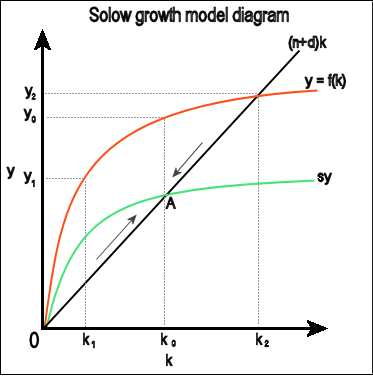 Solow growth model diagram
(n+d)k
y = f(k)
y₂
y₀
sy
y
y₁
A
0
k₁
k₀
k₂
k